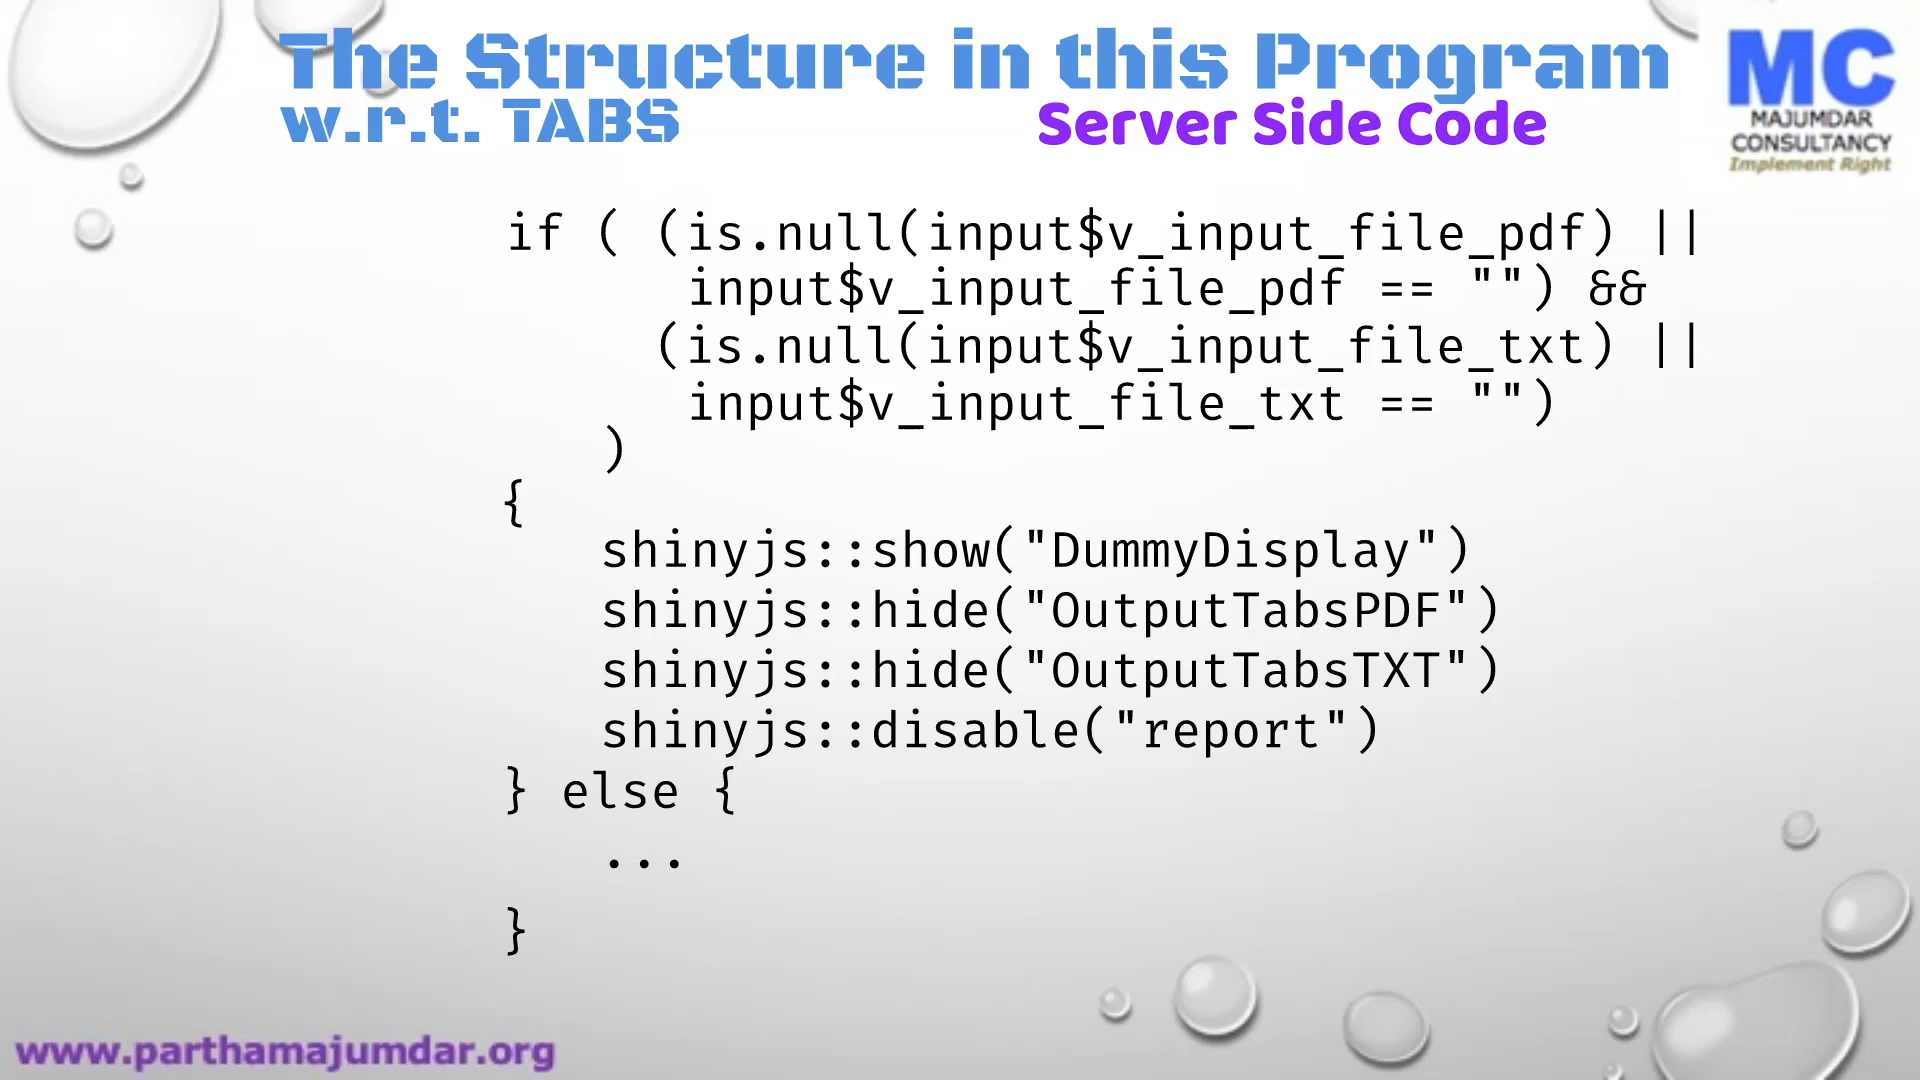 The Structure in this Program
w.r.t. TABS
Server Side Code
MC
MAJUMDAR
CONSULTANCY
Implement Right
if ( (is.null(input$v_input_file_pdf) ||
input$v_input_file_pdf == "") &&
(is.null(input$v_input_file_txt) ||
input$v_input_file_txt == "")
)
{
shinyjs::show("DummyDisplay")
shinyjs::hide("OutputTabsPDF")
shinyjs::hide("OutputTabsTXT")
shinyjs::disable("report")
} else {
...
}
www.parthamajumdar.org